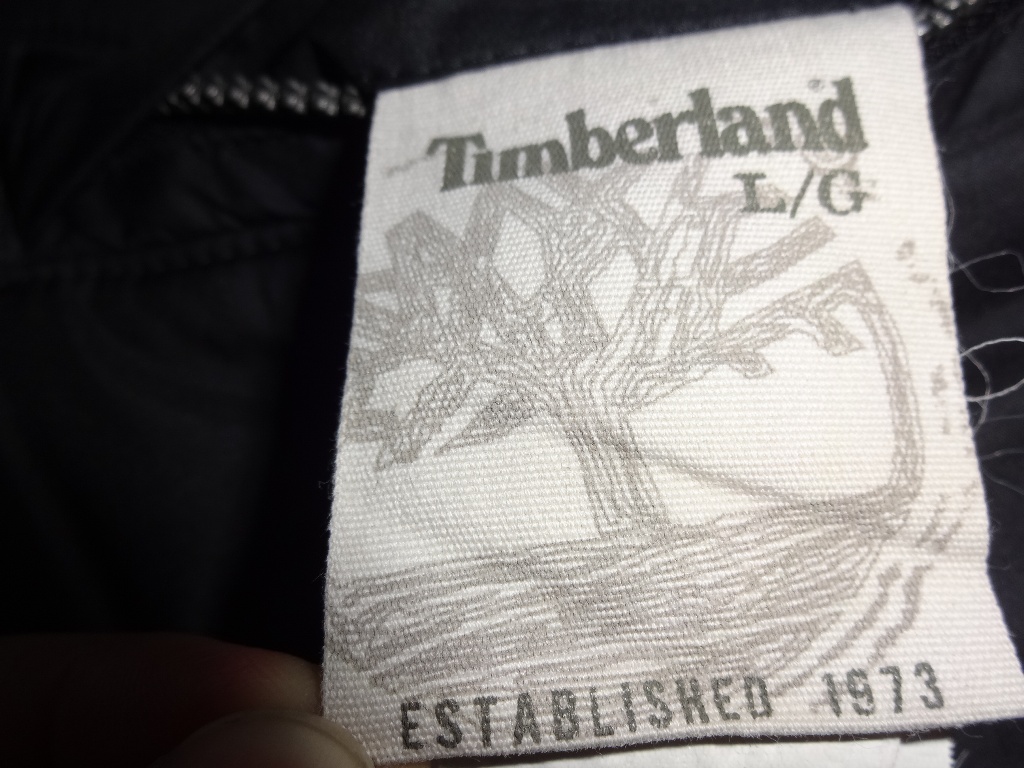 Timberland
L/G
ESTABLISHED 1973